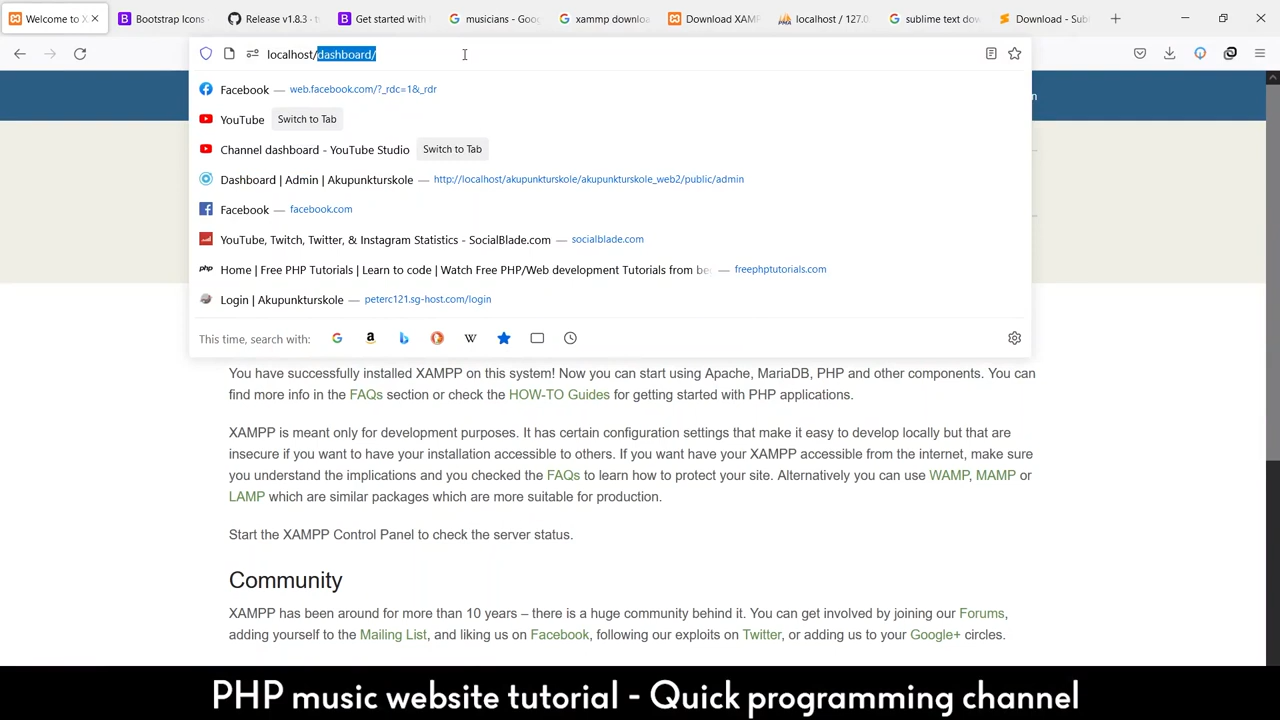 Welcome to X
Bootstrap Icons
Release v1.8.3 - t
Get started with
musicians - Goo
xammp downlo
Download XAM
localhost / 127.0
sublime text dow
Download - Sub
localhost/dashboard/
Facebook — web.facebook.com/?_rdc=1&_rdr
YouTube Switch to Tab
Channel dashboard - YouTube Studio Switch to Tab
Dashboard | Admin | Akupunkturskole — http://localhost/akupunkturskole/akupunkturskole_web2/public/admin
Facebook — facebook.com
YouTube, Twitch, Twitter, & Instagram Statistics - SocialBlade.com — socialblade.com
php Home | Free PHP Tutorials | Learn to code | Watch Free PHP/Web development Tutorials from be — freephptutorials.com
Login | Akupunkturskole — peterc121.sg-host.com/login
This time, search with:
You have successfully installed XAMPP on this system! Now you can start using Apache, MariaDB, PHP and other components. You can
find more info in the FAQs section or check the HOW-TO Guides for getting started with PHP applications.
XAMPP is meant only for development purposes. It has certain configuration settings that make it easy to develop locally but that are
insecure if you want to have your installation accessible to others. If you want have your XAMPP accessible from the internet, make sure
you understand the implications and you checked the FAQs to learn how to protect your site. Alternatively you can use WAMP, MAMP or
LAMP which are similar packages which are more suitable for production.
Start the XAMPP Control Panel to check the server status.
Community
XAMPP has been around for more than 10 years – there is a huge community behind it. You can get involved by joining our Forums,
adding yourself to the Mailing List, and liking us on Facebook, following our exploits on Twitter, or adding us to your Google+ circles.
PHP music website tutorial - Quick programming channel